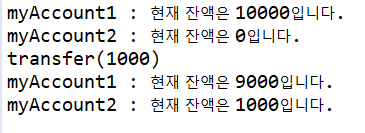 myAccount1 : 현재 잔액은 10000입니다.
myAccount2 : 현재 잔액은 0입니다.
transfer(1000)
myAccount1 : 현재 잔액은 9000입니다.
myAccount2 : 현재 잔액은 1000입니다.